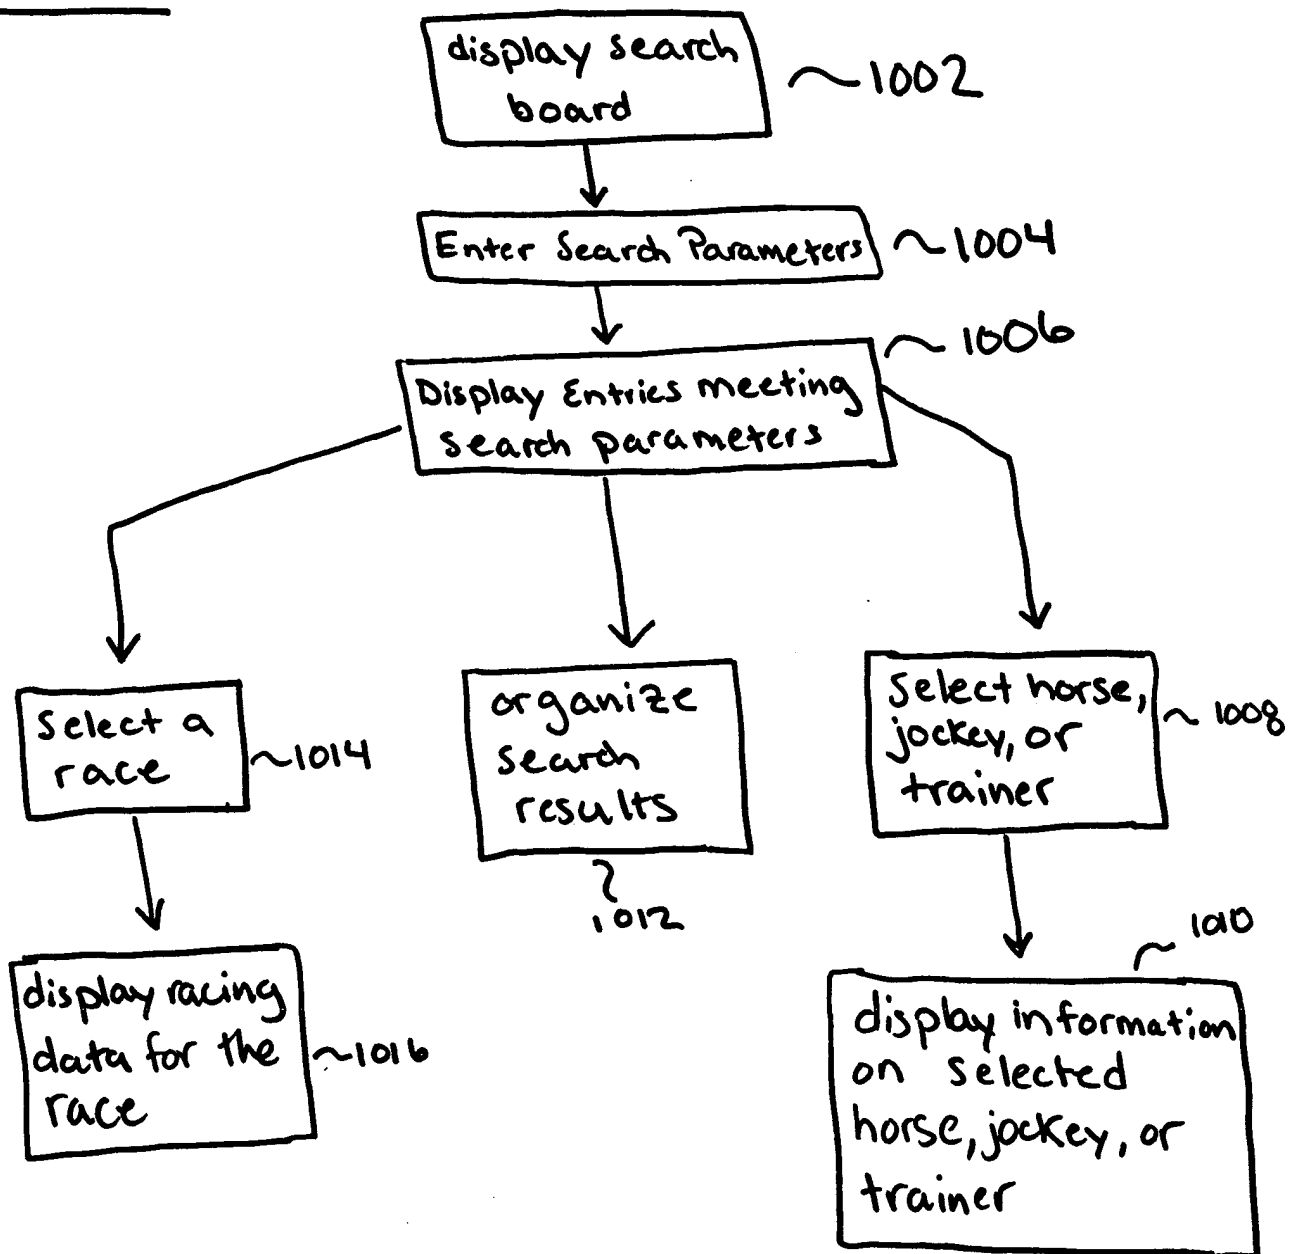 display search
board
1002
Enter Search Parameters
1004
1006
Display Entries meeting
search parameters
Select a
race
1014
organize
search
results
1012
Select horse,
jockey, or
trainer
1008
display racing
data for the
race
1016
1010
display information
on selected
horse, jockey, or
trainer